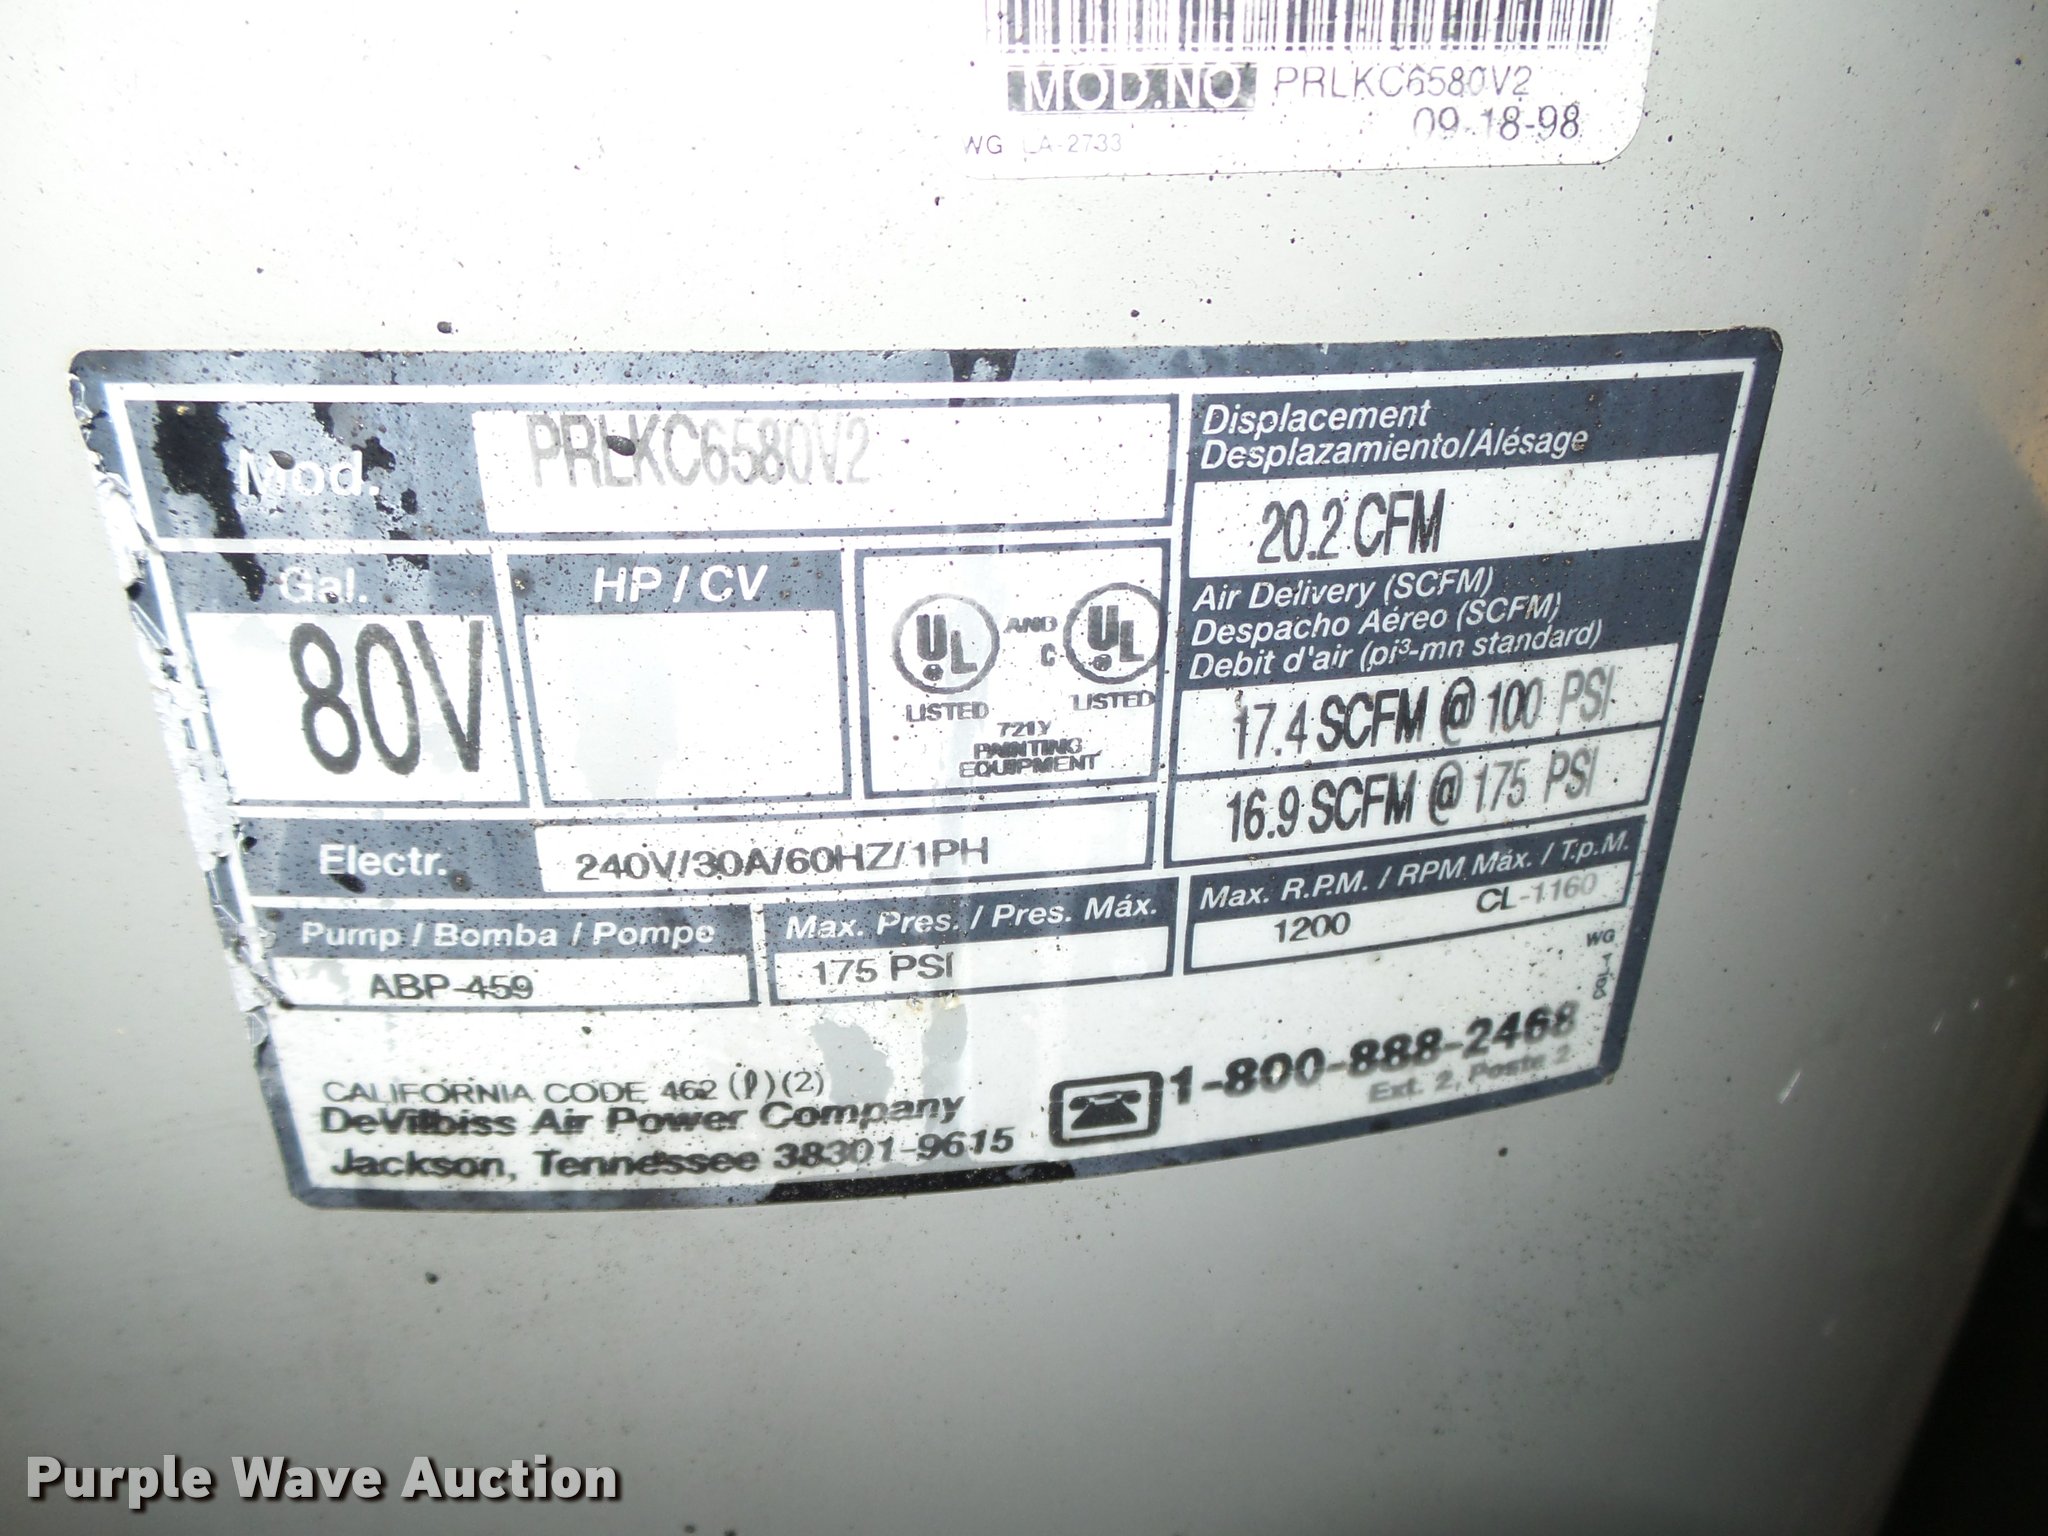 MOD.NO PRLKC6580V2
09-18-98
WG LA-2733
Mod. PRLKC6580V2
Gal.
80V
HP / CV
UL AND C UL
LISTED LISTED
721Y
PAINTING
EQUIPMENT
Electr. 240V/30A/60HZ/1PH
Pump / Bomba / Pompe
ABP-459
Max. Pres. / Pres. Máx.
175 PSI
Displacement
Desplazamiento/Alésage
20.2 CFM
Air Delivery (SCFM)
Despacho Aéreo (SCFM)
Debit d'air (pi³-mn standard)
17.4 SCFM @ 100 PSI
16.9 SCFM @ 175 PSI
Max. R.P.M. / RPM Máx. / T.p.M.
1200 CL-1160
WG
CALIFORNIA CODE 462 (l) (2)
DeVilbiss Air Power Company
Jackson, Tennessee 38301-9615
1-800-888-2468
Ext. 2, Poste 2
Purple Wave Auction